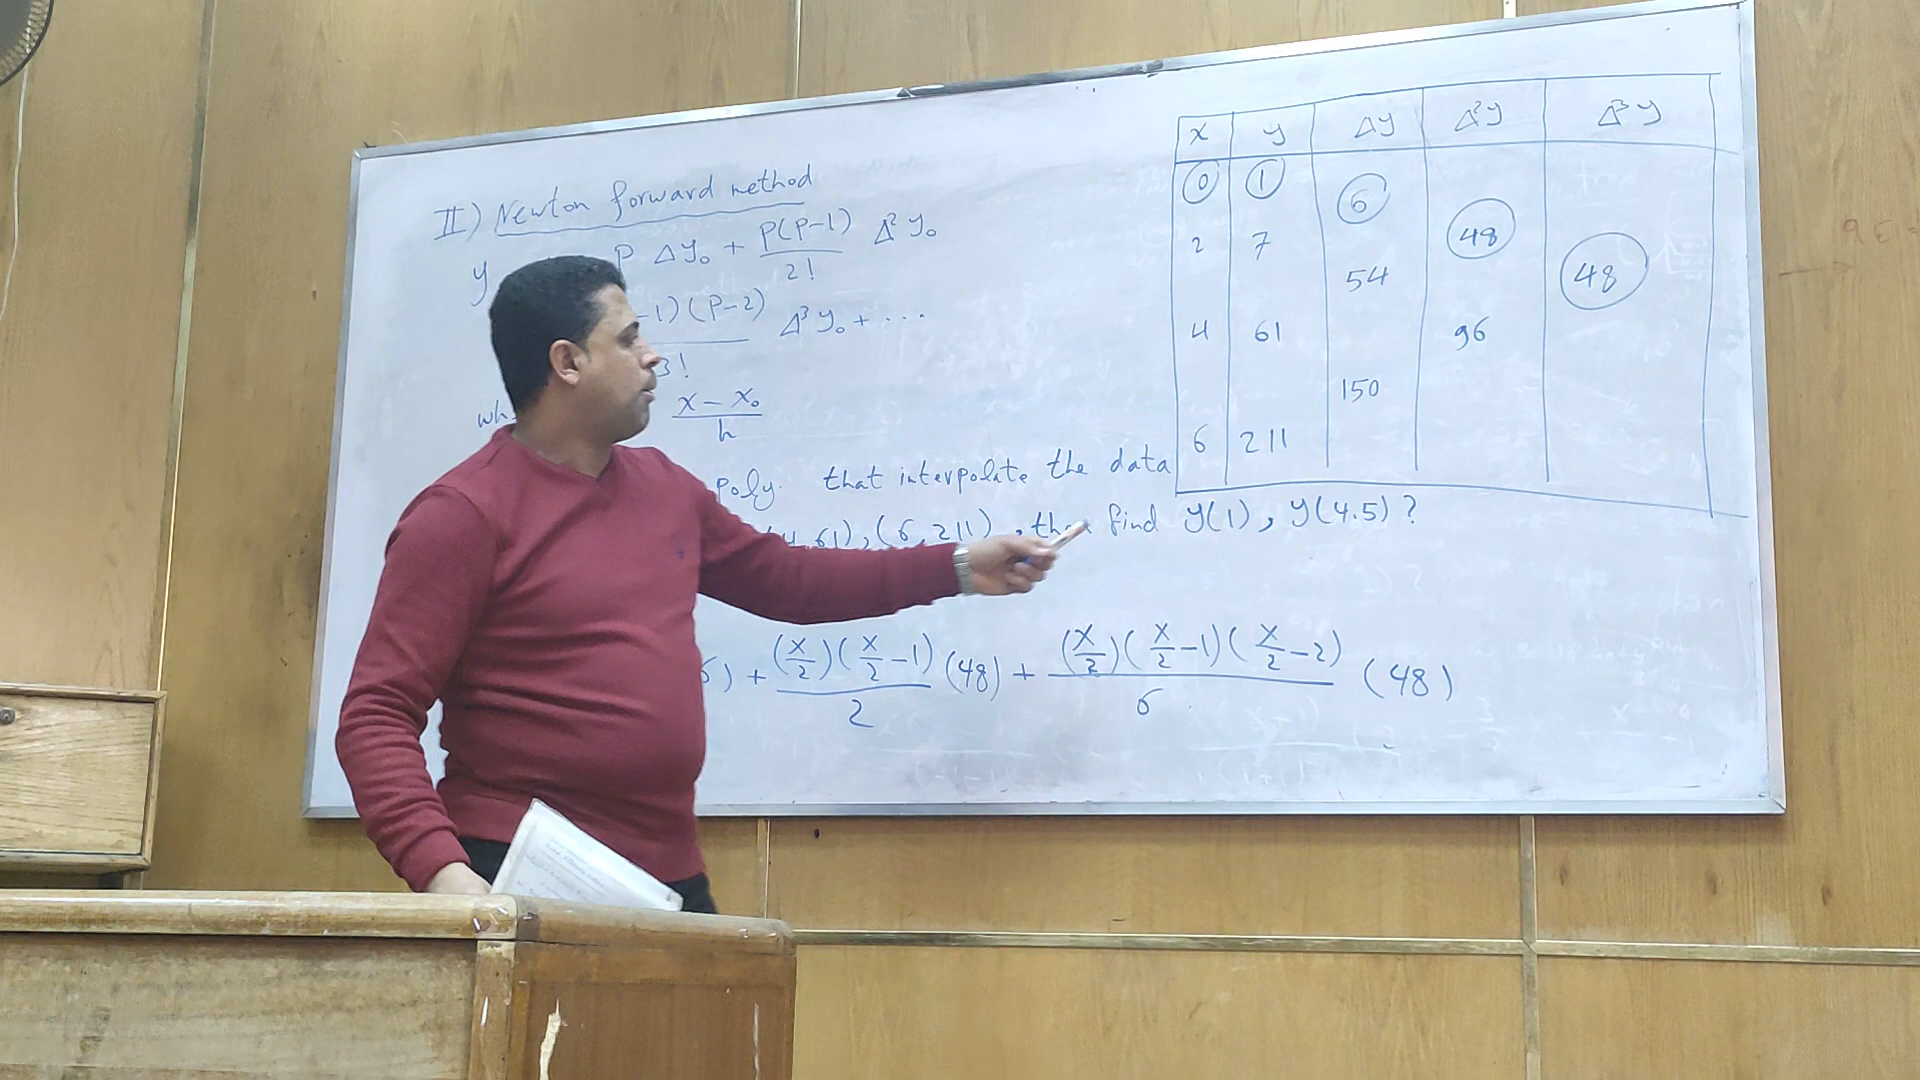 II) Newton forward method
y P Δy₀ + P(P-1)/2! Δ²y₀
-1)(P-2)/3! Δ³y₀ + ...
wh x - x₀/h
poly. that interpolate the data
61), (6, 211), find y(1), y(4.5)?
) + (x/2)(x/2 - 1)/2 (48) + (x/2)(x/2 - 1)(x/2 - 2)/6 (48)
x y Δy Δ²y Δ³y
0 1
6
2 7 48
54 48
4 61 96
150
6 211